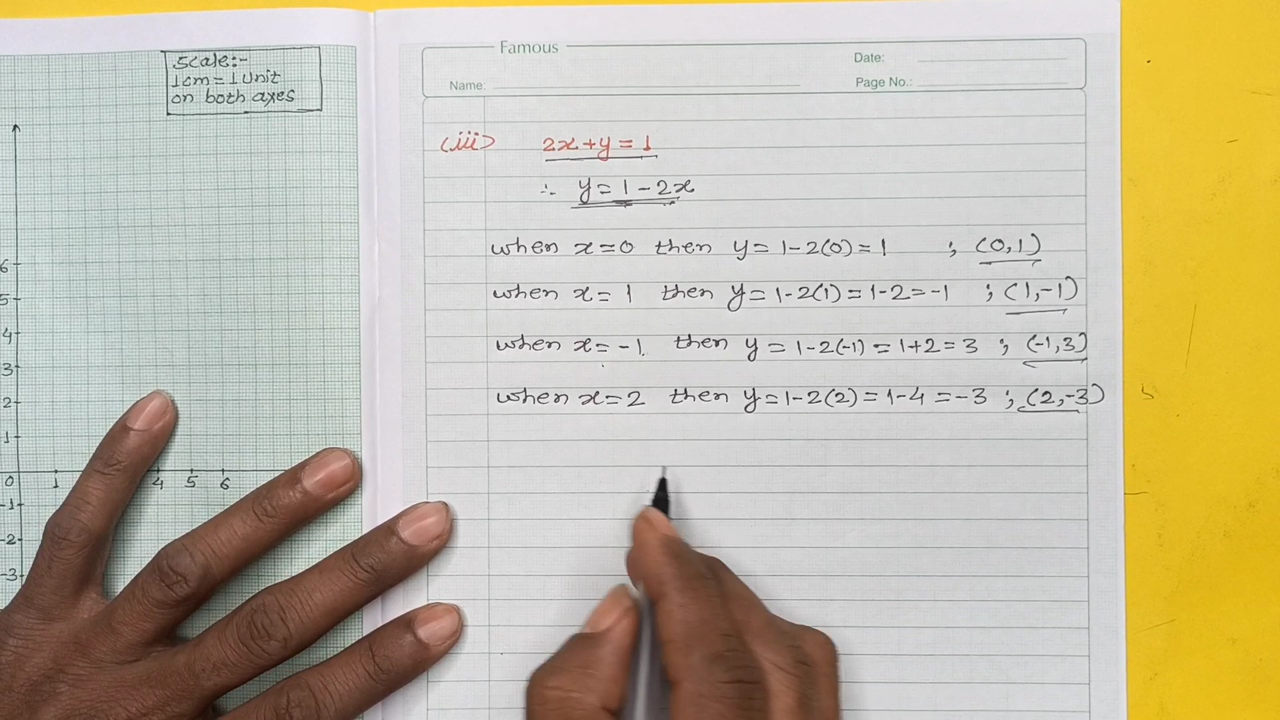 Scale:-
1cm = 1 unit
on both axes
6
5
4
3
2
1
0 1 4 5 6
-1
-2
-3
Famous
Date:
Name:
Page No.:
(iii) 2x+y=1
∴ y=1-2x
when x=0 then y=1-2(0)=1 ; (0,1)
when x=1 then y=1-2(1)=1-2=-1 ; (1,-1)
when x=-1 then y=1-2(-1)=1+2=3 ; (-1,3)
when x=2 then y=1-2(2)=1-4=-3 ; (2,-3)